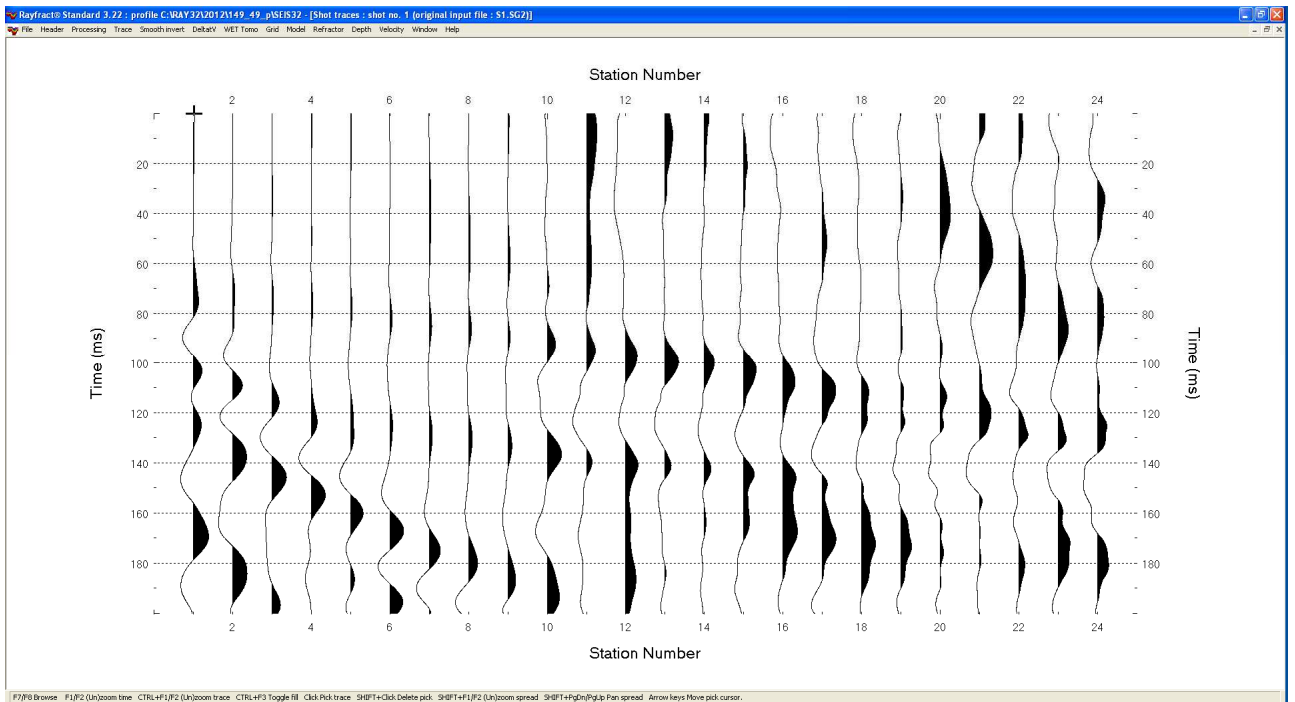 Rayfract® Standard 3.22 : profile C:\RAY32\2012\149_49_p\SEIS32 - [Shot traces : shot no. 1 (original input file : S1.SG2)]
File Header Processing Trace Smooth invert DeltatV WET Tomo Grid Model Refractor Depth Velocity Window Help
Station Number
2 4 6 8 10 12 14 16 18 20 22 24
20 20
40 40
60 60
80 80
Time (ms) Time (ms)
100 100
120 120
140 140
160 160
180 180
2 4 6 8 10 12 14 16 18 20 22 24
Station Number
F7/F8 Browse F1/F2 (Un)zoom time CTRL+F1/F2 (Un)zoom trace CTRL+F3 Toggle fill Click Pick trace SHIFT+Click Delete pick SHIFT+F1/F2 (Un)zoom spread SHIFT+PgDn/PgUp Pan spread Arrow keys Move pick cursor.